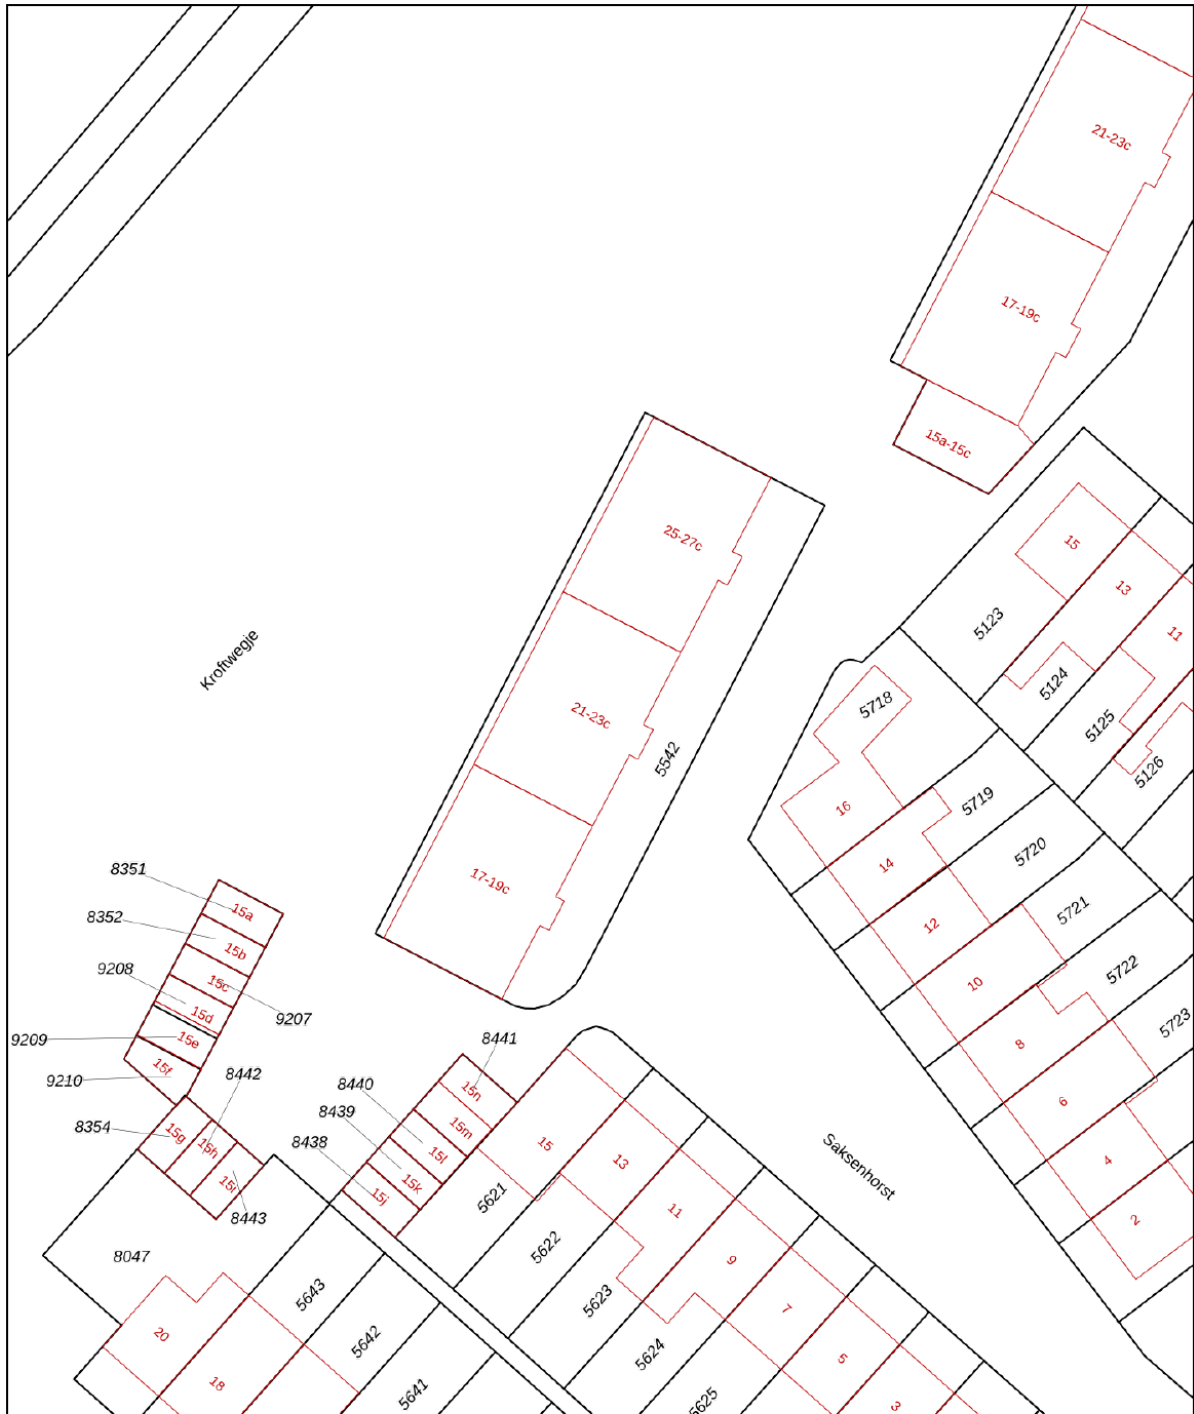 21-23c
17-19c
15a-15c
25-27c
15
13
11
5123
5124
5125
5126
Kroftwegje
5718
21-23c
5542
16
5719
14
5720
17-19c
8351
15a
12
5721
8352
15b
9208
15c
10
5722
15d
9207
5723
9209
15e
8441
8
15f
9210
8442
8440
15n
6
8354
15g
15h
8439
15m
15
Saksenhorst
8438
15l
13
4
15i
15k
15j
5621
11
2
8443
8047
5622
9
5643
5623
7
20
5642
5624
5
18
5641
5625
3